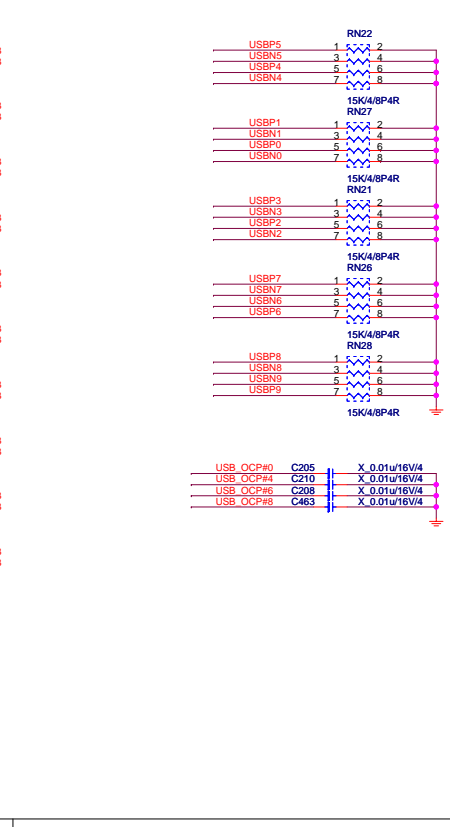 RN22
USBP5 1 2
USBN5 3 4
USBP4 5 6
USBN4 7 8
15K/4/8P4R
RN27
USBP1 1 2
USBN1 3 4
USBP0 5 6
USBN0 7 8
15K/4/8P4R
RN21
USBP3 1 2
USBN3 3 4
USBP2 5 6
USBN2 7 8
15K/4/8P4R
RN26
USBP7 1 2
USBN7 3 4
USBN6 5 6
USBP6 7 8
15K/4/8P4R
RN28
USBP8 1 2
USBN8 3 4
USBN9 5 6
USBP9 7 8
15K/4/8P4R
USB_OCP#0 C205 X_0.01u/16V/4
USB_OCP#4 C210 X_0.01u/16V/4
USB_OCP#6 C208 X_0.01u/16V/4
USB_OCP#8 C463 X_0.01u/16V/4